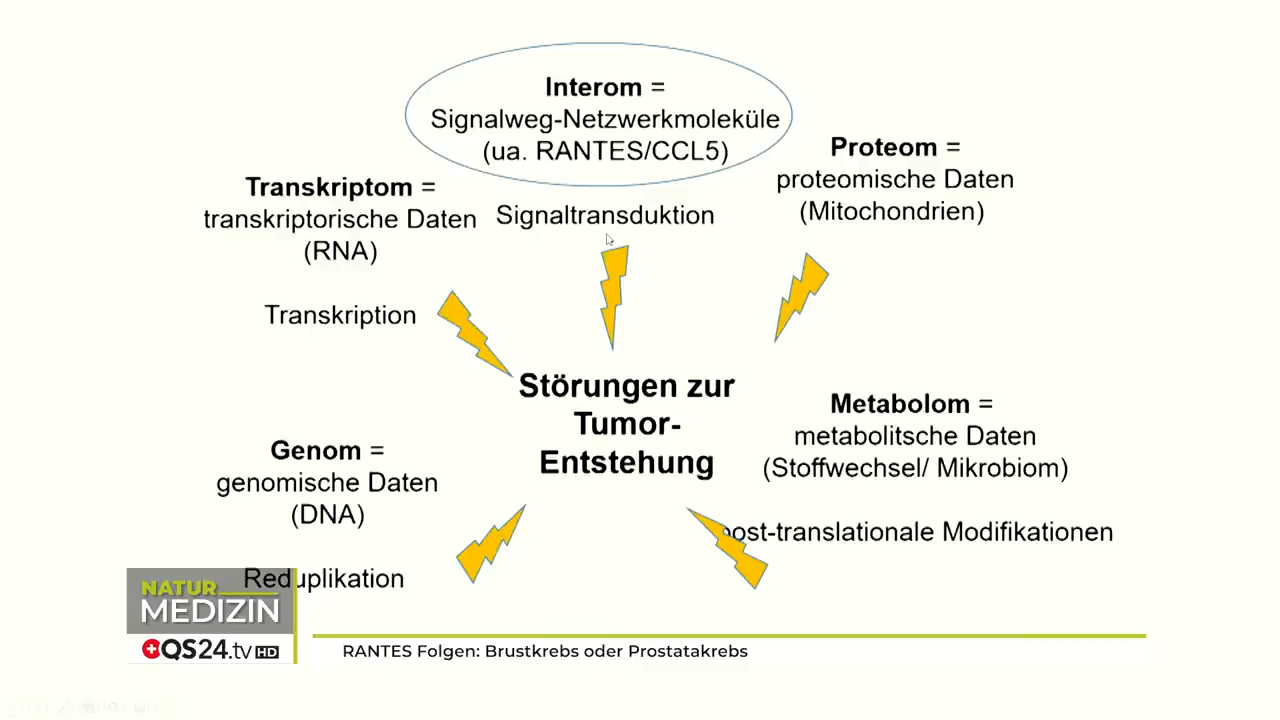 Interom =
Signalweg-Netzwerkmoleküle
(ua. RANTES/CCL5)
Signaltransduktion
Proteom =
proteomische Daten
(Mitochondrien)
Transkriptom =
transkriptorische Daten
(RNA)
Transkription
Störungen zur
Tumor-
Entstehung
Metabolom =
metabolitsche Daten
(Stoffwechsel/ Mikrobiom)
post-translationale Modifikationen
Genom =
genomische Daten
(DNA)
Reduplikation
NATUR
MEDIZIN
QS24.tv HD
RANTES Folgen: Brustkrebs oder Prostatakrebs